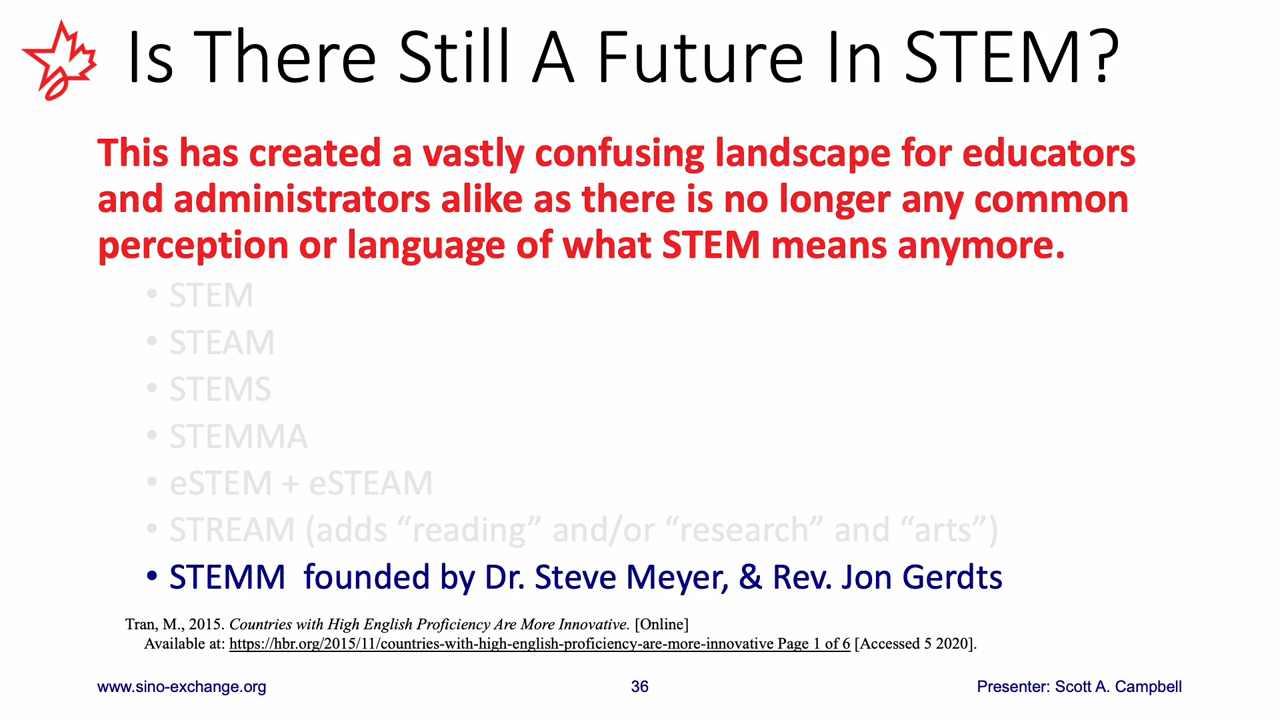 Is There Still A Future In STEM?
This has created a vastly confusing landscape for educators
and administrators alike as there is no longer any common
perception or language of what STEM means anymore.
• STEM
• STEAM
• STEMS
• STEMMA
• eSTEM + eSTEAM
• STREAM (adds “reading” and/or “research” and “arts”)
• STEMM  founded by Dr. Steve Meyer, & Rev. Jon Gerdts
Tran, M., 2015. Countries with High English Proficiency Are More Innovative. [Online]
Available at: https://hbr.org/2015/11/countries-with-high-english-proficiency-are-more-innovative Page 1 of 6 [Accessed 5 2020].
www.sino-exchange.org
36
Presenter: Scott A. Campbell